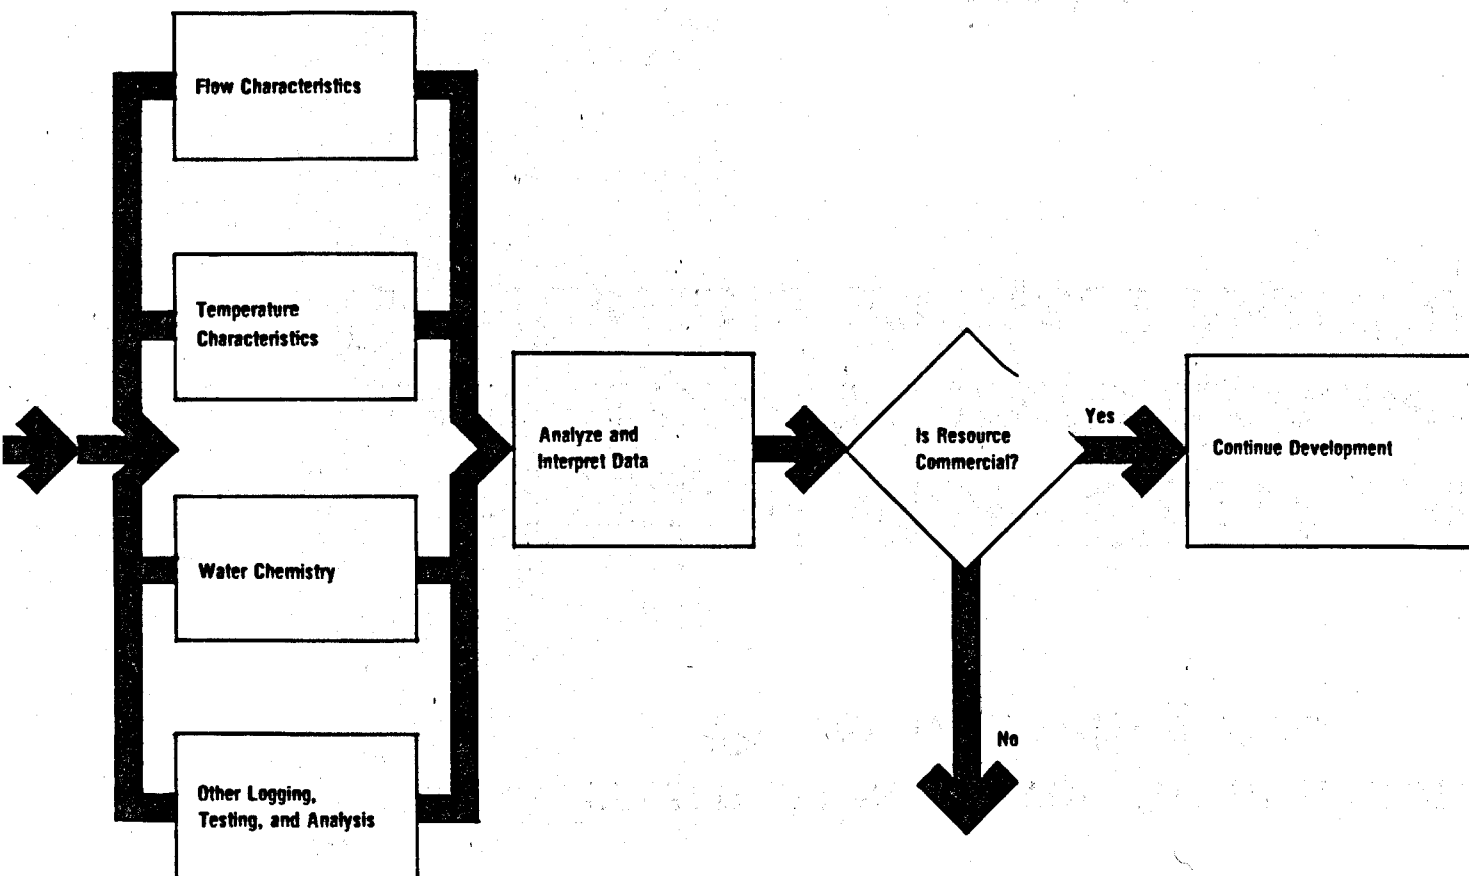 Flow Characteristics
Temperature
Characteristics
Water Chemistry
Other Logging,
Testing, and Analysis
Analyze and
Interpret Data
Is Resource
Commercial?
Yes
No
Continue Development